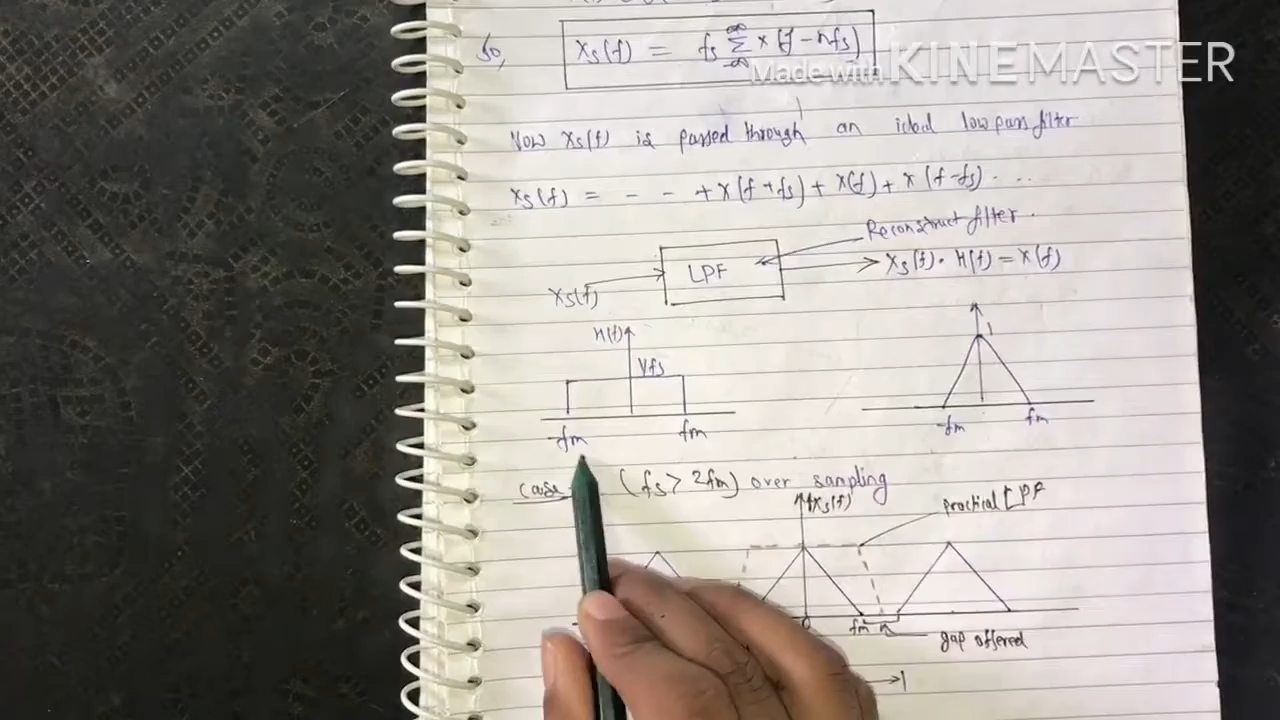 So, Xs(f) = fs ∞Σ-∞ X(f - nfs)
Made with KINEMASTER
Now Xs(f) is passed through an ideal low pass filter
Xs(f) = - - + X(f+fs) + X(f) + X(f-fs) ...
Reconstruct filter.
LPF
Xs(f) · H(f) = X(f)
Xs(f)
H(f)
1
1/fs
-fm
fm
-fm
fm
Case (fs > 2fm) over sampling
Xs(f)
practical LPF
0
fm
gap offered